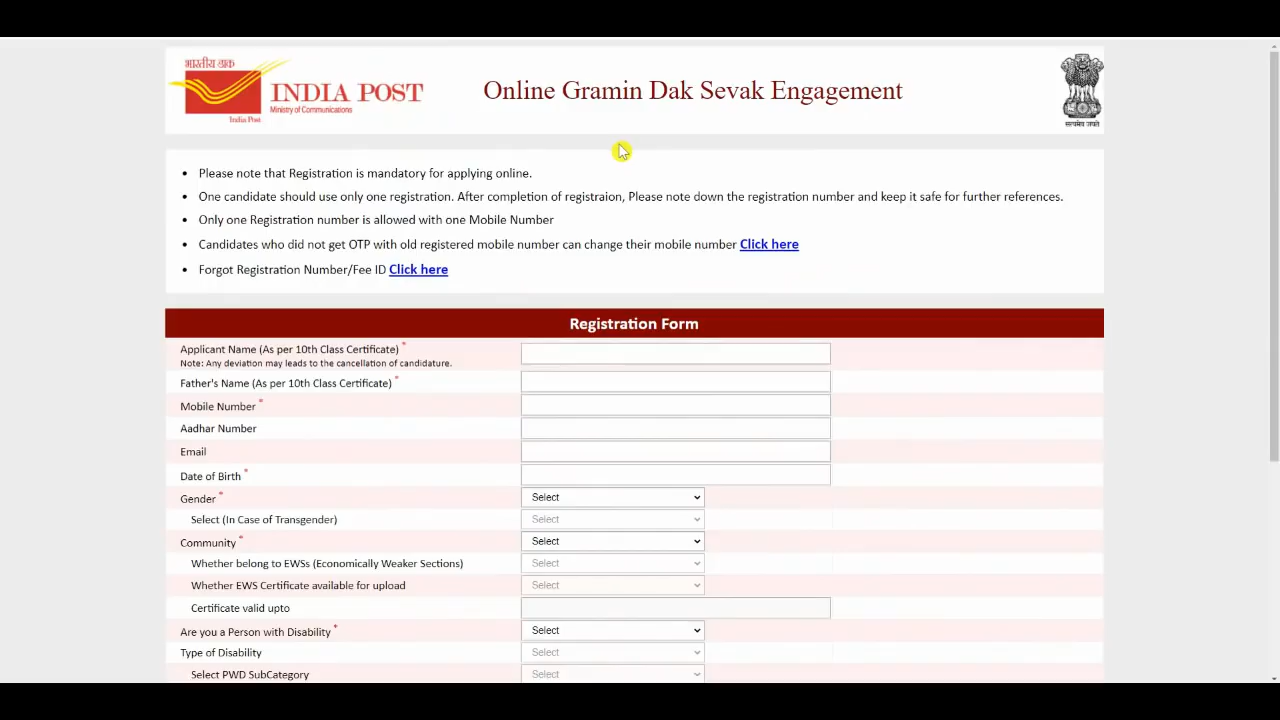 भारतीय डाक
INDIA POST
Ministry of Communications
India Post
Online Gramin Dak Sevak Engagement
सत्यमेव जयते
Please note that Registration is mandatory for applying online.
One candidate should use only one registration. After completion of registraion, Please note down the registration number and keep it safe for further references.
Only one Registration number is allowed with one Mobile Number
Candidates who did not get OTP with old registered mobile number can change their mobile number Click here
Forgot Registration Number/Fee ID Click here
Registration Form
Applicant Name (As per 10th Class Certificate) *
Note: Any deviation may leads to the cancellation of candidature.
Father's Name (As per 10th Class Certificate) *
Mobile Number *
Aadhar Number
Email
Date of Birth *
Gender * Select
Select (In Case of Transgender) Select
Community * Select
Whether belong to EWSs (Economically Weaker Sections) Select
Whether EWS Certificate available for upload Select
Certificate valid upto
Are you a Person with Disability * Select
Type of Disability Select
Select PWD SubCategory Select